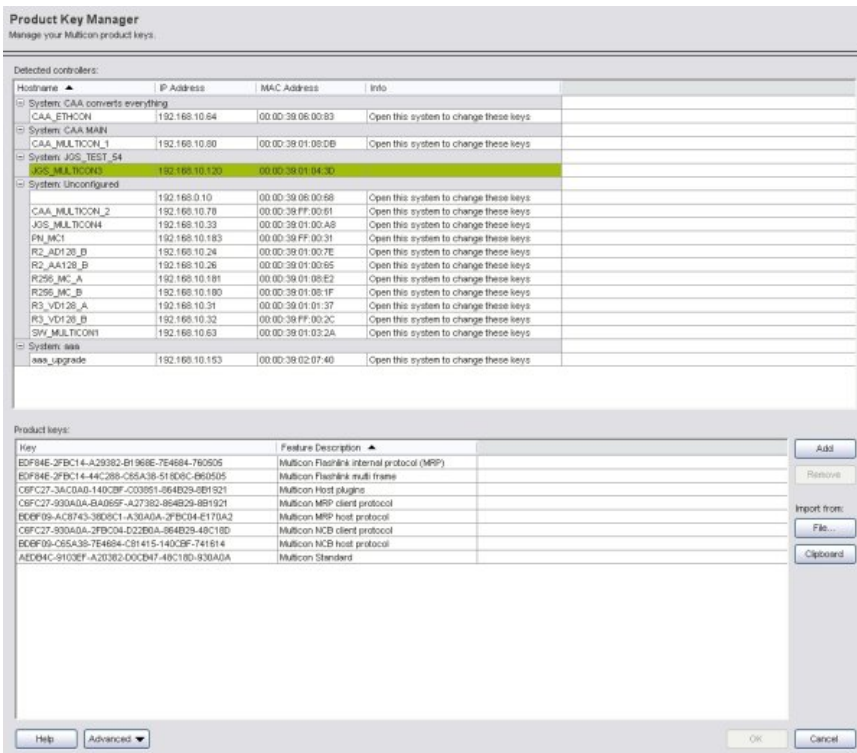 Product Key Manager
Manage your Multicon product keys.
Detected controllers:
Hostname IP Address MAC Address Info
System: CAA converts everything
CAA_ETHCON 192.168.10.64 00:0D:39:06:00:83 Open this system to change these keys
System: CAA MAIN
CAA_MULTICON_1 192.168.10.80 00:0D:39:01:08:DB Open this system to change these keys
System: JGS_TEST_54
JGS_MULTICON3 192.168.10.120 00:0D:39:01:04:3D
System: Unconfigured
192.168.0.10 00:0D:39:06:00:68 Open this system to change these keys
CAA_MULTICON_2 192.168.10.78 00:0D:39:FF:00:61 Open this system to change these keys
JGS_MULTICON4 192.168.10.33 00:0D:39:01:00:A8 Open this system to change these keys
PN_MC1 192.168.10.183 00:0D:39:FF:00:31 Open this system to change these keys
R2_AD128_B 192.168.10.24 00:0D:39:01:00:7E Open this system to change these keys
R2_AA128_B 192.168.10.26 00:0D:39:01:00:65 Open this system to change these keys
R256_MC_A 192.168.10.181 00:0D:39:01:08:E2 Open this system to change these keys
R256_MC_B 192.168.10.180 00:0D:39:01:08:1F Open this system to change these keys
R3_VD128_A 192.168.10.31 00:0D:39:01:01:37 Open this system to change these keys
R3_VD128_B 192.168.10.32 00:0D:39:FF:00:2C Open this system to change these keys
SW_MULTICON1 192.168.10.63 00:0D:39:01:03:2A Open this system to change these keys
System: aaa
aaa_upgrade 192.168.10.153 00:0D:39:02:07:40 Open this system to change these keys
Product keys:
Key Feature Description
Add
EDF84E-2FBC14-A29382-B1968E-7E4684-760505 Multicon Flashlink internal protocol (MRP)
EDF84E-2FBC14-44C288-C65A38-518D8C-B60505 Multicon Flashlink multi frame
Remove
C6FC27-3AC0A0-140CBF-C03851-864B29-8B1921 Multicon Host plugins
C6FC27-930A0A-BA065F-A27382-864B29-8B1921 Multicon MRP client protocol
BDBF09-AC8743-38D8C1-A30A0A-2FBC04-E170A2 Multicon MRP host protocol
Import from:
C6FC27-930A0A-2FBC04-D22B0A-864B29-48C18D Multicon NCB client protocol
File...
BDBF09-C65A38-7E4684-C81415-140CBF-741614 Multicon NCB host protocol
AEDB4C-9103EF-A20382-D0CB47-48C18D-930A0A Multicon Standard
Clipboard
Help Advanced OK Cancel